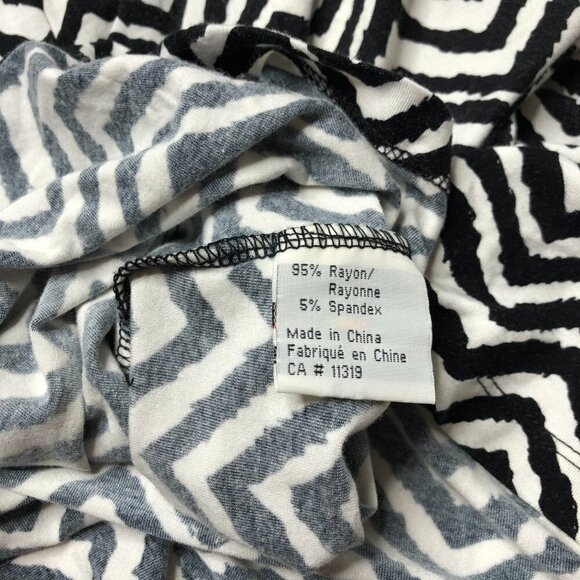 95% Rayon/
Rayonne
5% Spandex
Made in China
Fabriqué en Chine
CA # 11319